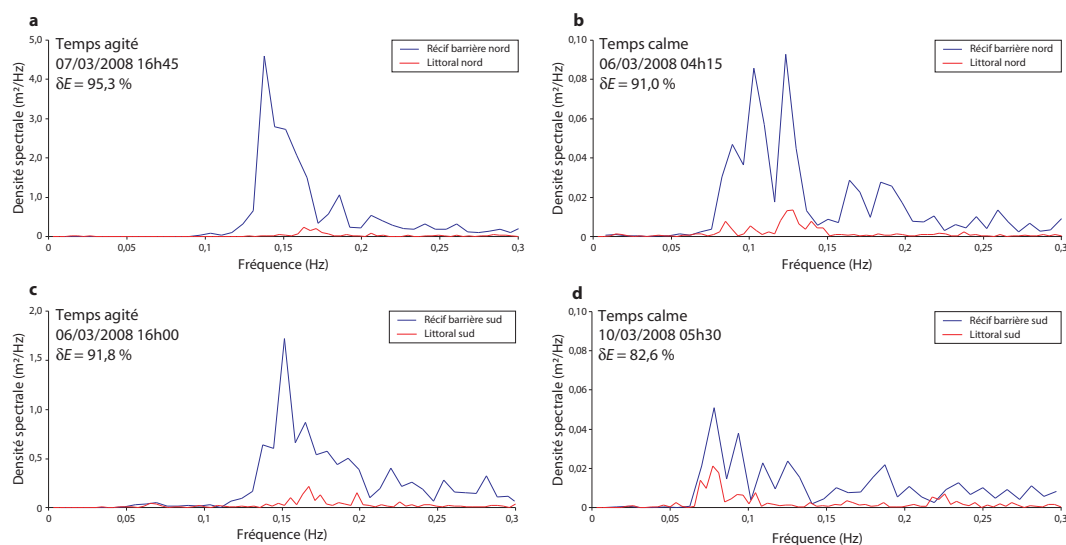 a
Temps agité
07/03/2008 16h45
δE = 95,3 %
Récif barrière nord
Littoral nord
Densité spectrale (m²/Hz)
5,0
4,0
3,0
2,0
1,0
0
0 0,05 0,1 0,15 0,2 0,25 0,3
Fréquence (Hz)
b
Temps calme
06/03/2008 04h15
δE = 91,0 %
Récif barrière nord
Littoral nord
Densité spectrale (m²/Hz)
0,10
0,08
0,06
0,04
0,02
0
0 0,05 0,1 0,15 0,2 0,25 0,3
Fréquence (Hz)
c
Temps agité
06/03/2008 16h00
δE = 91,8 %
Récif barrière sud
Littoral sud
Densité spectrale (m²/Hz)
2,0
1,5
1,0
0,5
0
0 0,05 0,1 0,15 0,2 0,25 0,3
Fréquence (Hz)
d
Temps calme
10/03/2008 05h30
δE = 82,6 %
Récif barrière sud
Littoral sud
Densité spectrale (m²/Hz)
0,10
0,08
0,06
0,04
0,02
0
0 0,05 0,1 0,15 0,2 0,25 0,3
Fréquence (Hz)